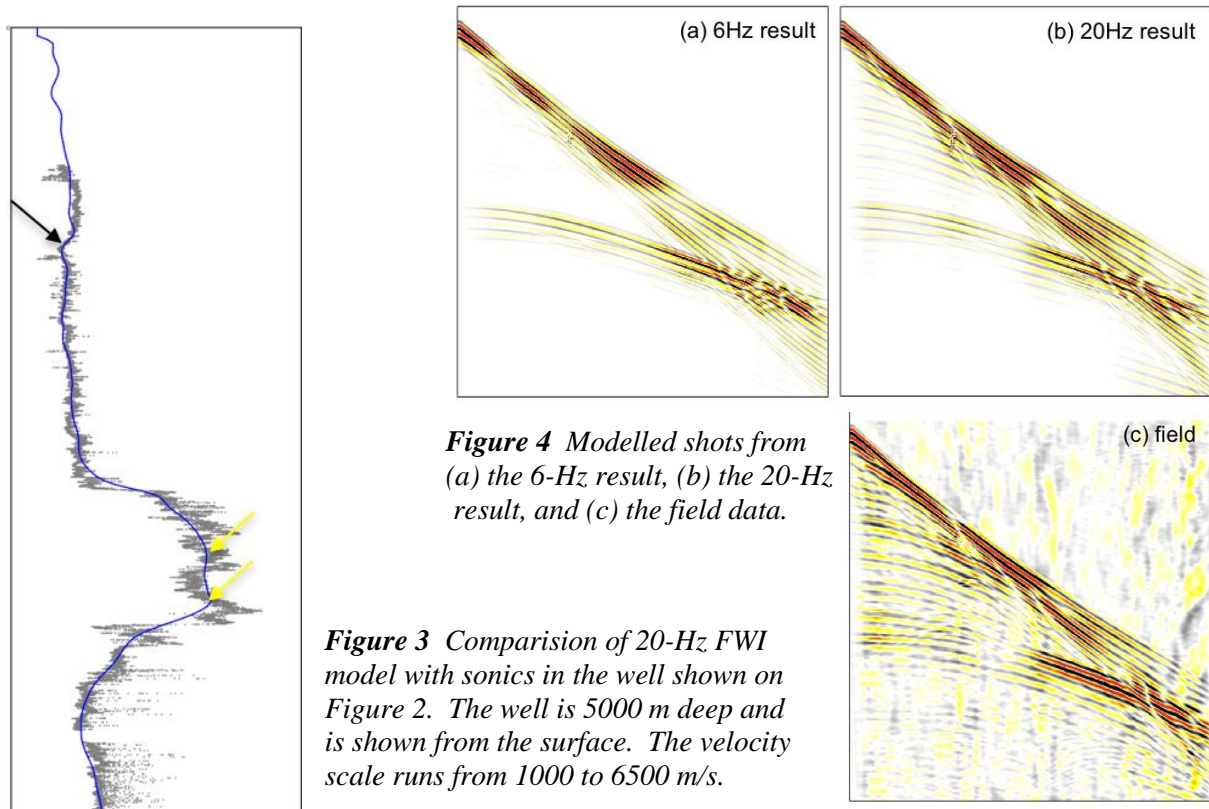 (a) 6Hz result
(b) 20Hz result
(c) field
Figure 4 Modelled shots from
(a) the 6-Hz result, (b) the 20-Hz
result, and (c) the field data.
Figure 3 Comparision of 20-Hz FWI
model with sonics in the well shown on
Figure 2. The well is 5000 m deep and
is shown from the surface. The velocity
scale runs from 1000 to 6500 m/s.